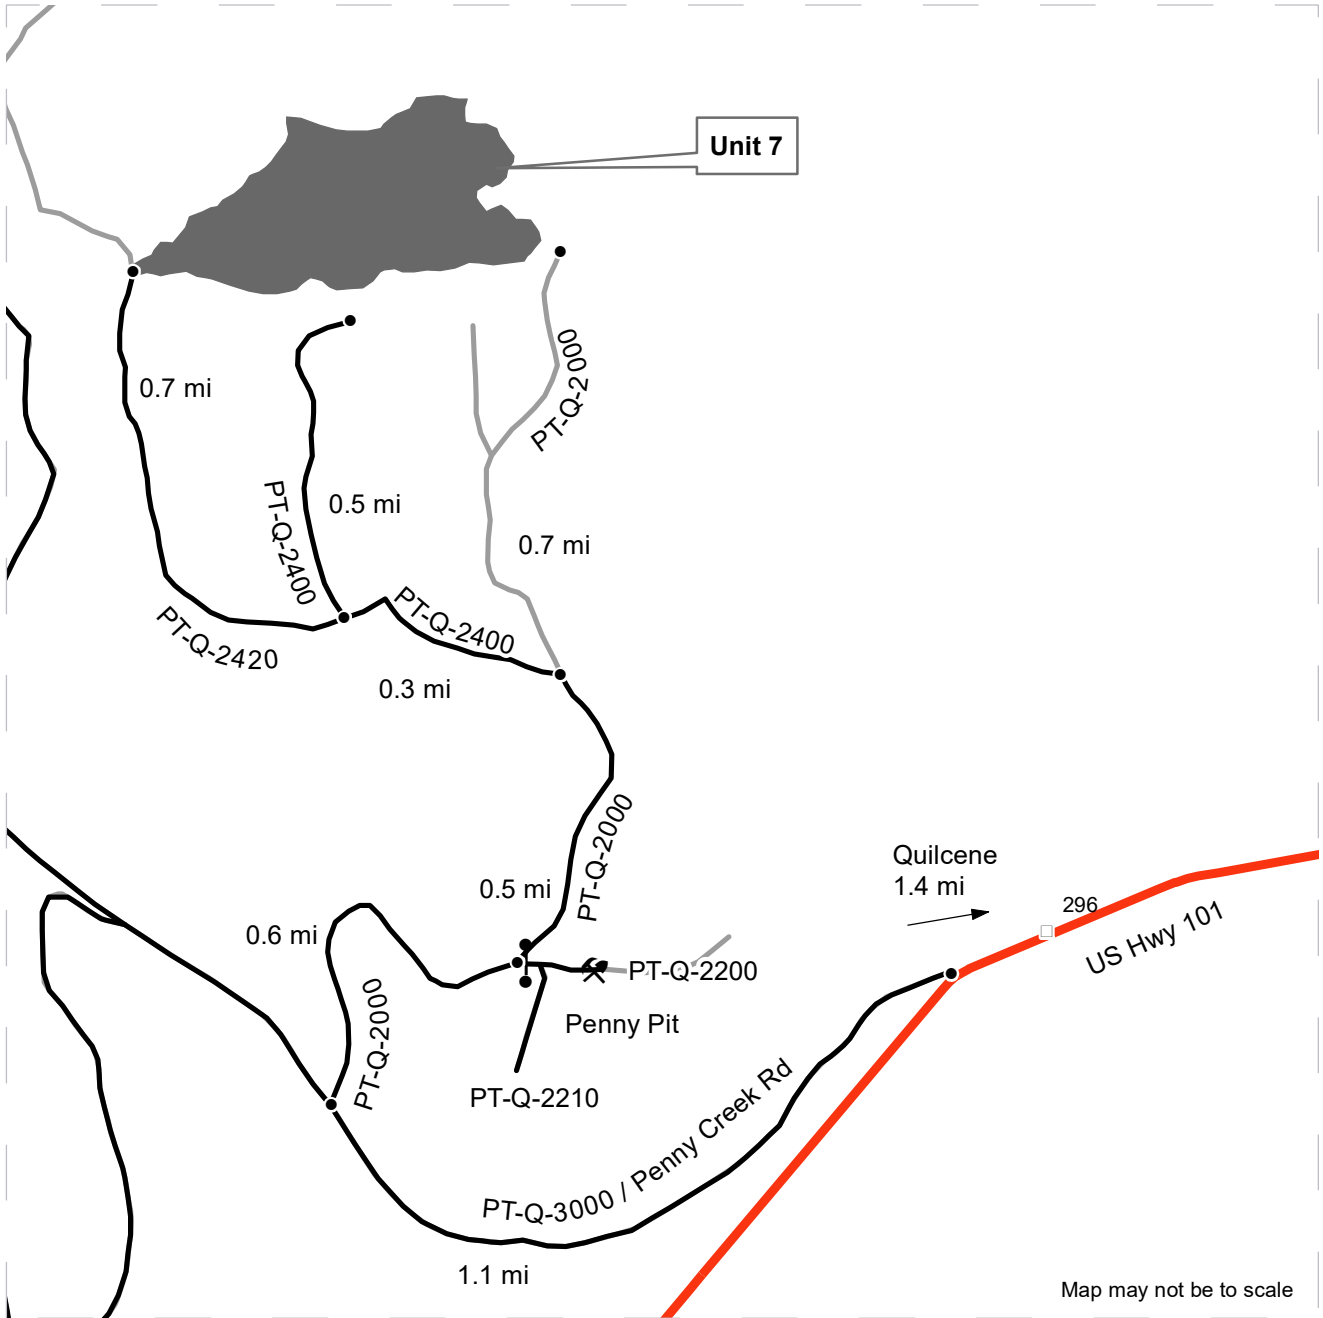 Unit 7
PT-Q-2000
0.7 mi
0.5 mi
PT-Q-2400
0.7 mi
PT-Q-2400
PT-Q-2420
0.3 mi
PT-Q-2000
Quilcene
1.4 mi
0.5 mi
296
US Hwy 101
0.6 mi
PT-Q-2200
PT-Q-2000
Penny Pit
PT-Q-2210
PT-Q-3000 / Penny Creek Rd
1.1 mi
Map may not be to scale